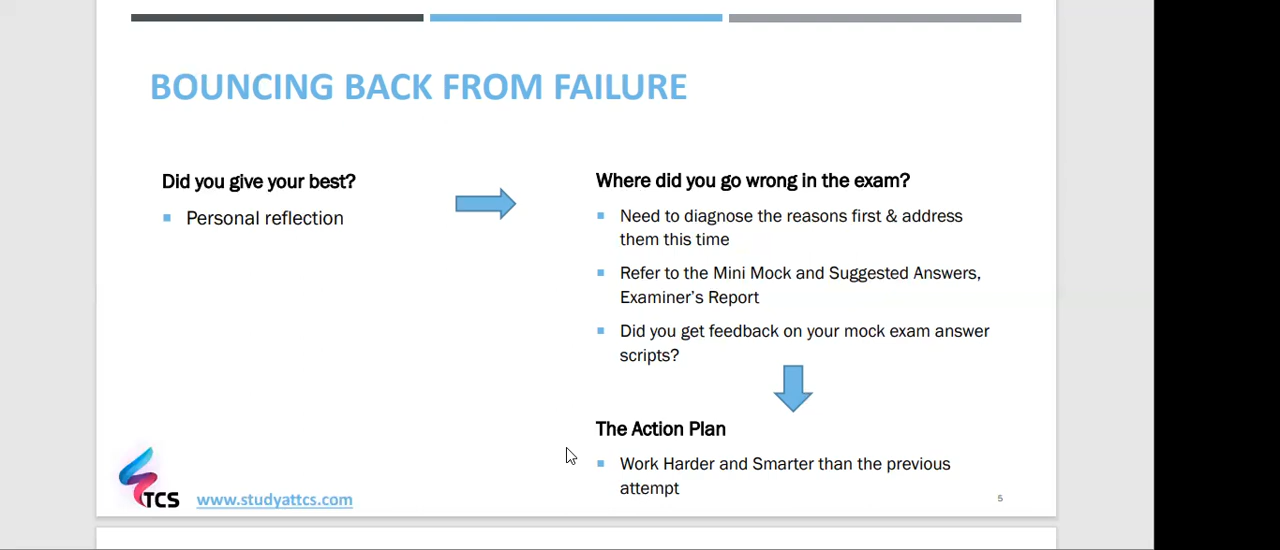 BOUNCING BACK FROM FAILURE
Did you give your best?
Personal reflection
Where did you go wrong in the exam?
Need to diagnose the reasons first & address
them this time
Refer to the Mini Mock and Suggested Answers,
Examiner's Report
Did you get feedback on your mock exam answer
scripts?
The Action Plan
Work Harder and Smarter than the previous
attempt
TCS
www.studyattcs.com
5